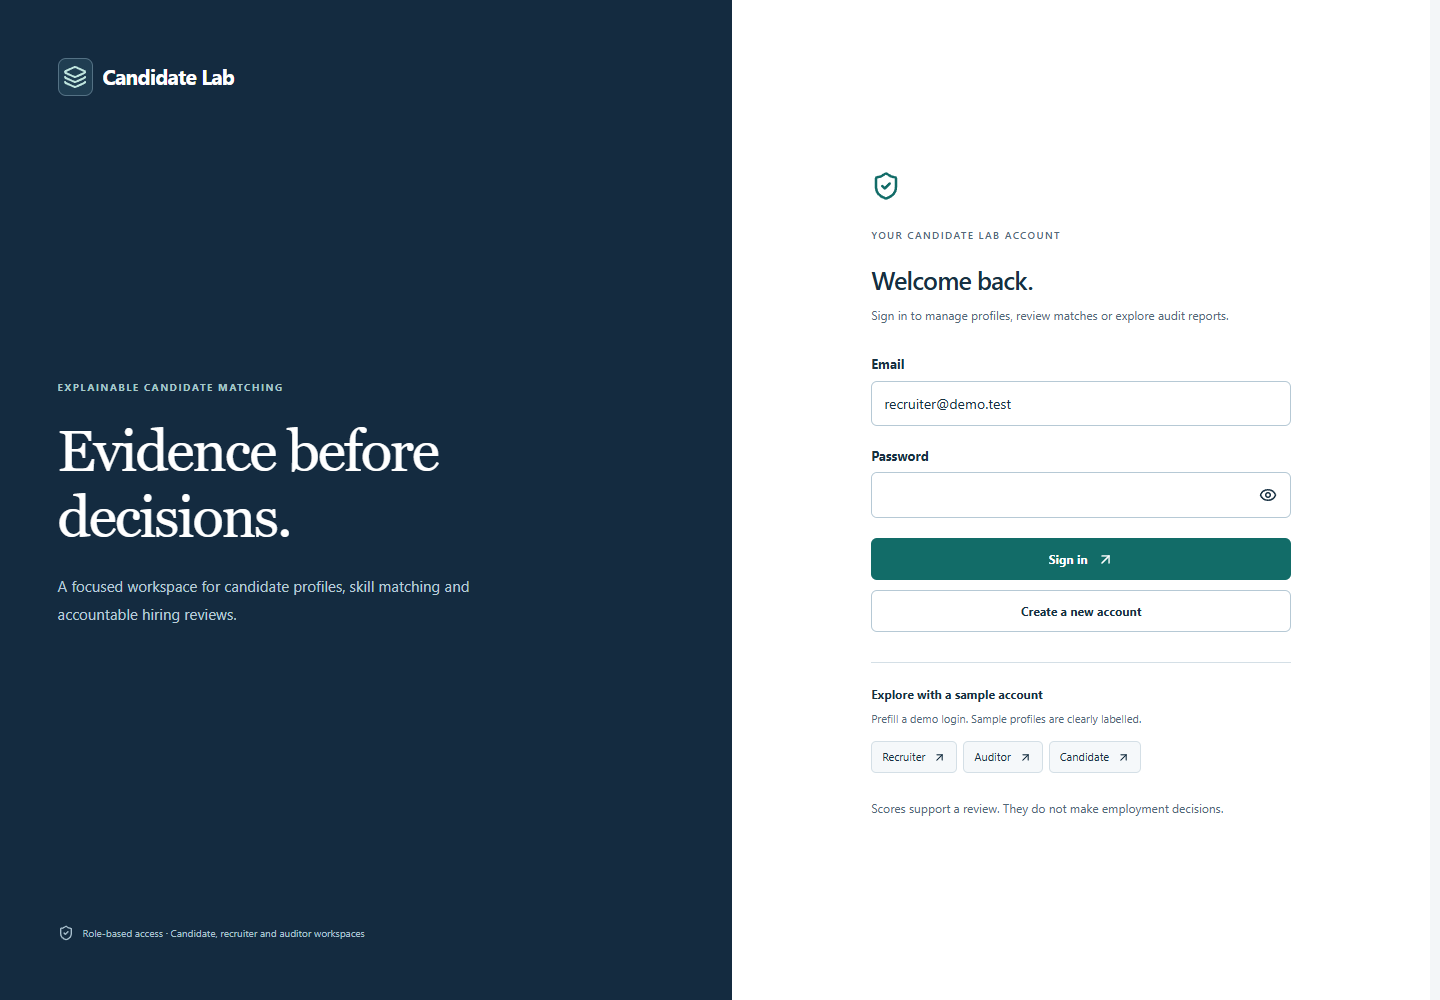 Candidate Lab
EXPLAINABLE CANDIDATE MATCHING
Evidence before
decisions.
A focused workspace for candidate profiles, skill matching and
accountable hiring reviews.
Role-based access · Candidate, recruiter and auditor workspaces
YOUR CANDIDATE LAB ACCOUNT
Welcome back.
Sign in to manage profiles, review matches or explore audit reports.
Email
recruiter@demo.test
Password
Sign in
Create a new account
Explore with a sample account
Prefill a demo login. Sample profiles are clearly labelled.
Recruiter
Auditor
Candidate
Scores support a review. They do not make employment decisions.